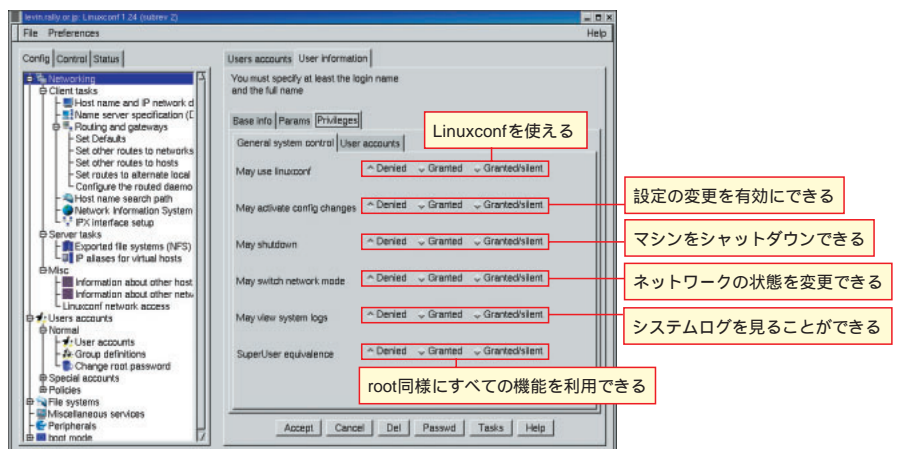 levin.rally.or.jp: Linuxconf 1.24 (subrev 2)
File Preferences Help
Config Control Status
Networking
Client tasks
Host name and IP network d
Name server specification (D
Routing and gateways
Set Defaults
Set other routes to networks
Set other routes to hosts
Set routes to alternate local
Configure the routed daemo
Host name search path
Network Information System
IPX interface setup
Server tasks
Exported file systems (NFS)
IP aliases for virtual hosts
Misc
Information about other host
Information about other netw
Linuxconf network access
Users accounts
Normal
User accounts
Group definitions
Change root password
Special accounts
Policies
File systems
Miscellaneous services
Peripherals
boot mode
Users accounts User information
You must specify at least the login name
and the full name
Base info Params Privileges
General system control User accounts
Linuxconfを使える
May use linuxconf Denied Granted Granted/silent
May activate config changes Denied Granted Granted/silent
設定の変更を有効にできる
May shutdown Denied Granted Granted/silent
マシンをシャットダウンできる
May switch network mode Denied Granted Granted/silent
ネットワークの状態を変更できる
May view system logs Denied Granted Granted/silent
システムログを見ることができる
SuperUser equivalence Denied Granted Granted/silent
root同様にすべての機能を利用できる
Accept Cancel Del Passwd Tasks Help